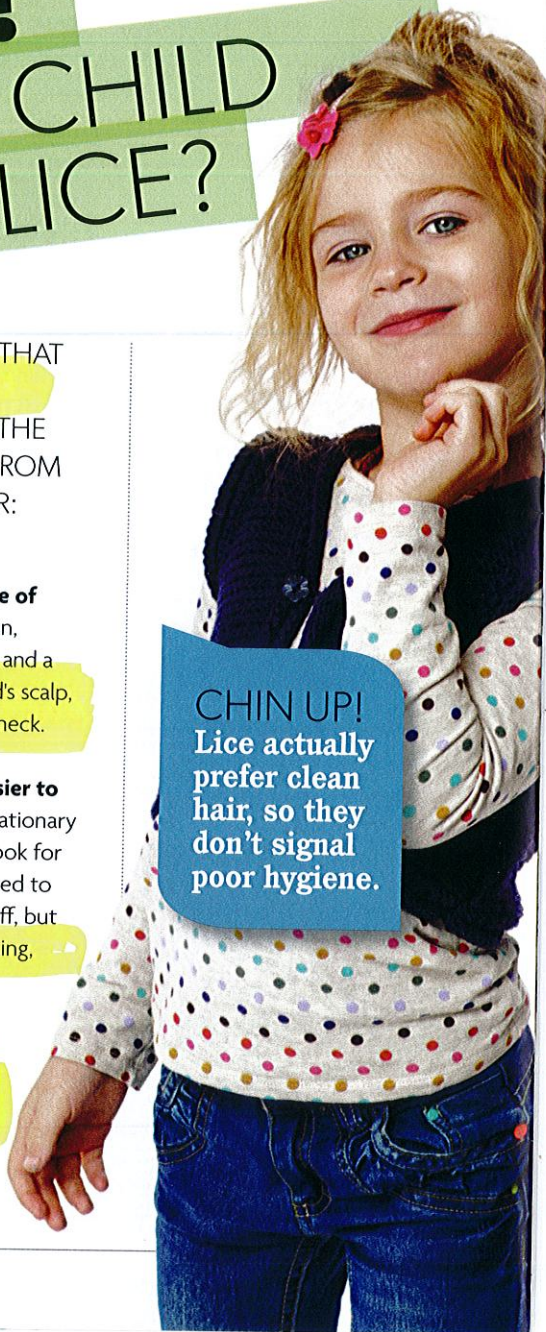 CHILD
LICE?
THAT
THE
ROM
R:
e of
n,
and a
d's scalp,
neck.
sier to
ationary
ook for
ed to
ff, but
ing,
CHIN UP!
Lice actually
prefer clean
hair, so they
don't signal
poor hygiene.